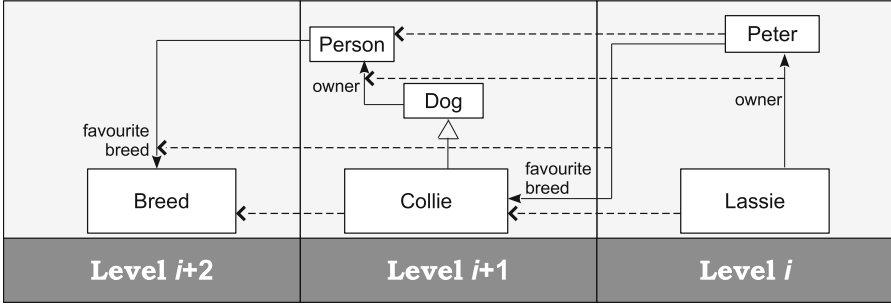 Person
Peter
owner
owner
Dog
favourite
breed
favourite
breed
Breed
Collie
Lassie
Level i+2
Level i+1
Level i